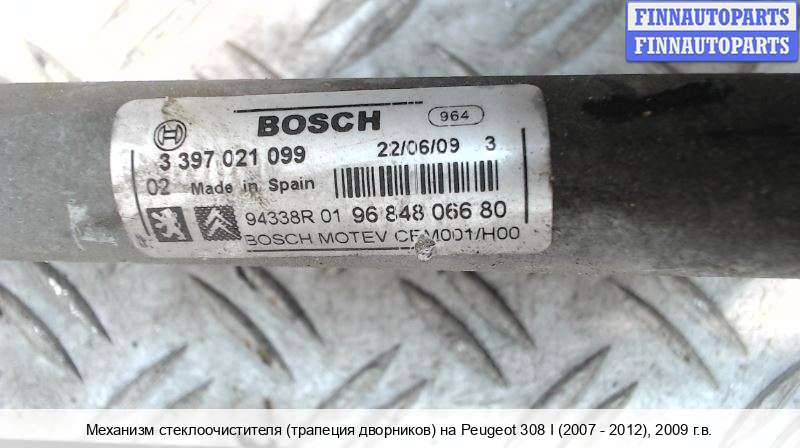 FINNAUTOPARTS
FINNAUTOPARTS
BOSCH 964
3 397 021 099 22/06/09 3
02 Made in Spain
94338R 01 96 848 066 80
BOSCH MOTEV CFM001/H00
Механизм стеклоочистителя (трапеция дворников) на Peugeot 308 I (2007 - 2012), 2009 г.в.